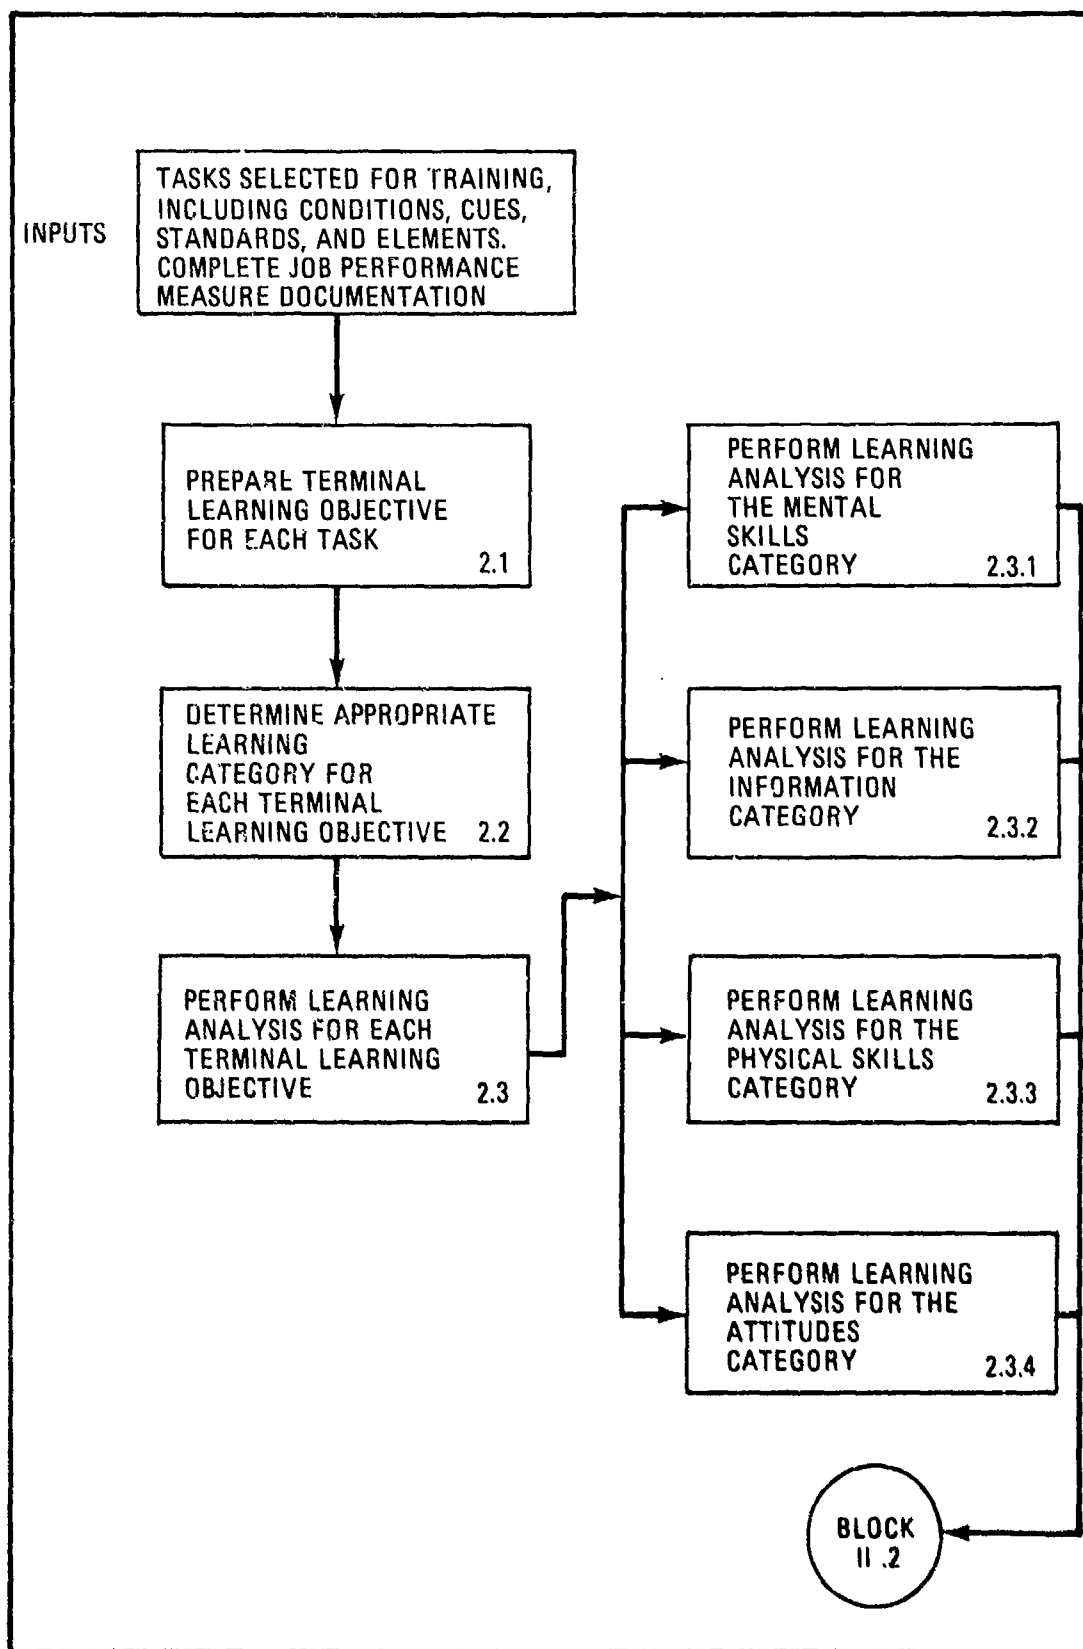 INPUTS
TASKS SELECTED FOR TRAINING,
INCLUDING CONDITIONS, CUES,
STANDARDS, AND ELEMENTS.
COMPLETE JOB PERFORMANCE
MEASURE DOCUMENTATION
PREPARE TERMINAL
LEARNING OBJECTIVE
FOR EACH TASK
2.1
DETERMINE APPROPRIATE
LEARNING
CATEGORY FOR
EACH TERMINAL
LEARNING OBJECTIVE 2.2
PERFORM LEARNING
ANALYSIS FOR EACH
TERMINAL LEARNING
OBJECTIVE 2.3
PERFORM LEARNING
ANALYSIS FOR
THE MENTAL
SKILLS
CATEGORY 2.3.1
PERFORM LEARNING
ANALYSIS FOR THE
INFORMATION
CATEGORY 2.3.2
PERFORM LEARNING
ANALYSIS FOR THE
PHYSICAL SKILLS
CATEGORY 2.3.3
PERFORM LEARNING
ANALYSIS FOR THE
ATTITUDES
CATEGORY 2.3.4
BLOCK
II .2